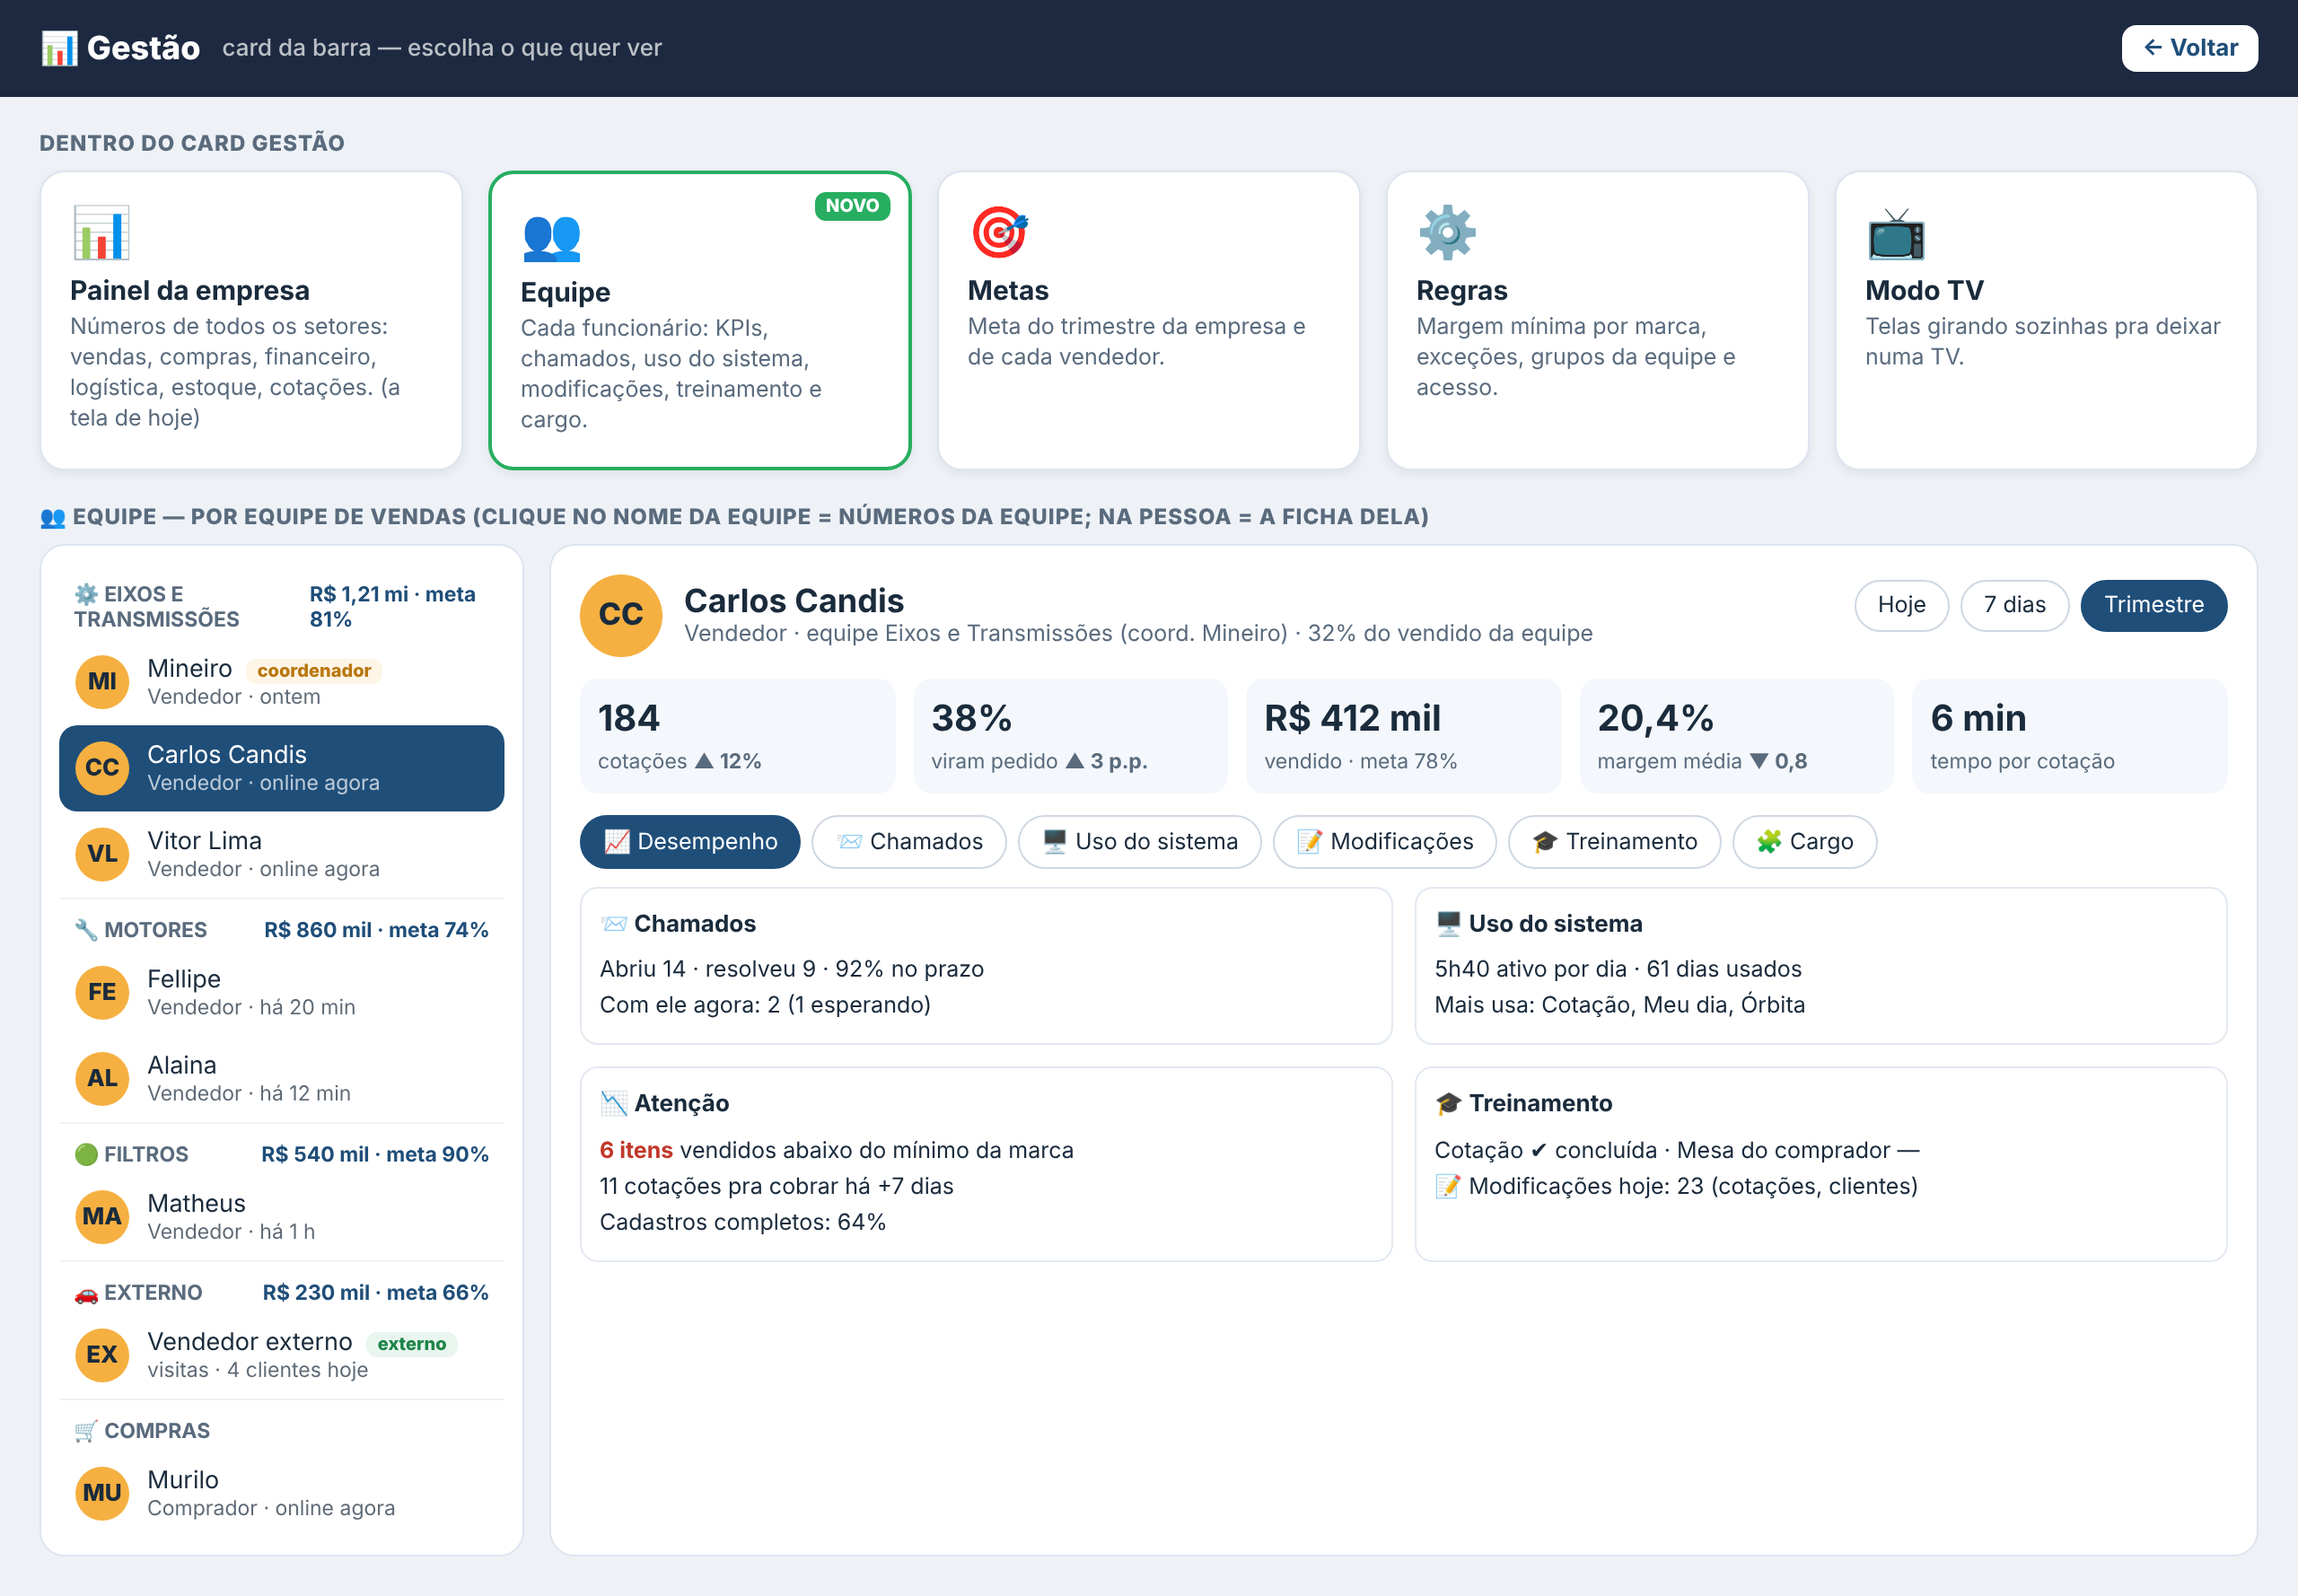 📊 Gestão card da barra — escolha o que quer ver
← Voltar
DENTRO DO CARD GESTÃO
Painel da empresa
Números de todos os setores:
vendas, compras, financeiro,
logística, estoque, cotações. (a
tela de hoje)
NOVO
Equipe
Cada funcionário: KPIs,
chamados, uso do sistema,
modificações, treinamento e
cargo.
Metas
Meta do trimestre da empresa e
de cada vendedor.
Regras
Margem mínima por marca,
exceções, grupos da equipe e
acesso.
Modo TV
Telas girando sozinhas pra deixar
numa TV.
👥 EQUIPE — POR EQUIPE DE VENDAS (CLIQUE NO NOME DA EQUIPE = NÚMEROS DA EQUIPE; NA PESSOA = A FICHA DELA)
⚙️ EIXOS E
TRANSMISSÕES
R$ 1,21 mi · meta
81%
MI
Mineiro coordenador
Vendedor · ontem
CC
Carlos Candis
Vendedor · online agora
VL
Vitor Lima
Vendedor · online agora
🔧 MOTORES R$ 860 mil · meta 74%
FE
Fellipe
Vendedor · há 20 min
AL
Alaina
Vendedor · há 12 min
🟢 FILTROS R$ 540 mil · meta 90%
MA
Matheus
Vendedor · há 1 h
🚗 EXTERNO R$ 230 mil · meta 66%
EX
Vendedor externo externo
visitas · 4 clientes hoje
🛒 COMPRAS
MU
Murilo
Comprador · online agora
CC
Carlos Candis
Vendedor · equipe Eixos e Transmissões (coord. Mineiro) · 32% do vendido da equipe
Hoje 7 dias Trimestre
184
cotações ▲ 12%
38%
viram pedido ▲ 3 p.p.
R$ 412 mil
vendido · meta 78%
20,4%
margem média ▼ 0,8
6 min
tempo por cotação
📈 Desempenho 📨 Chamados 🖥️ Uso do sistema 📝 Modificações 🎓 Treinamento 🧩 Cargo
📨 Chamados
Abriu 14 · resolveu 9 · 92% no prazo
Com ele agora: 2 (1 esperando)
🖥️ Uso do sistema
5h40 ativo por dia · 61 dias usados
Mais usa: Cotação, Meu dia, Órbita
📉 Atenção
6 itens vendidos abaixo do mínimo da marca
11 cotações pra cobrar há +7 dias
Cadastros completos: 64%
🎓 Treinamento
Cotação ✔ concluída · Mesa do comprador —
📝 Modificações hoje: 23 (cotações, clientes)